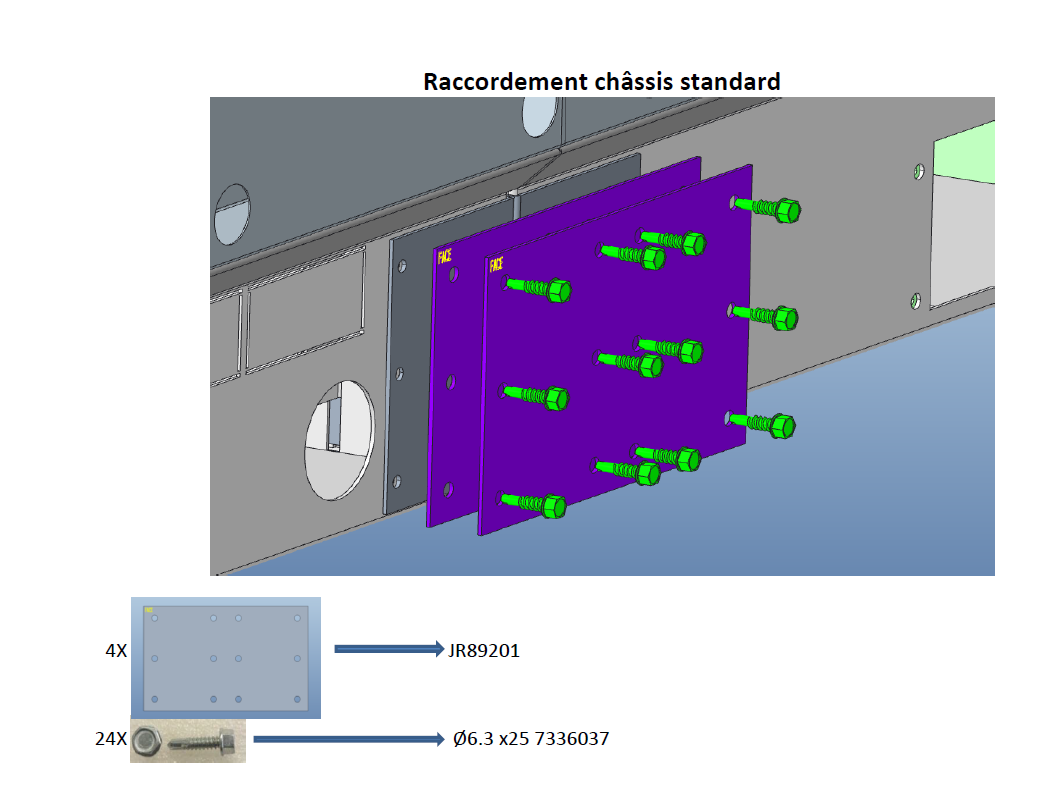 Raccordement châssis standard
FACE
FACE
4X
JR89201
24X
Ø6.3 x25 7336037